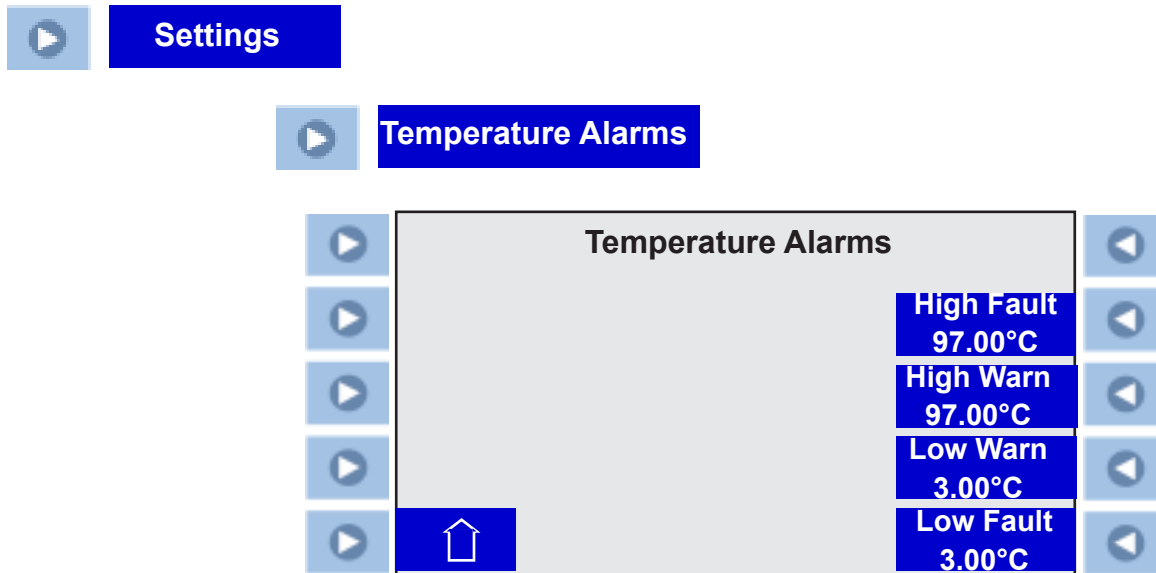 Settings
Temperature Alarms
Temperature Alarms
High Fault
97.00°C
High Warn
97.00°C
Low Warn
3.00°C
Low Fault
3.00°C